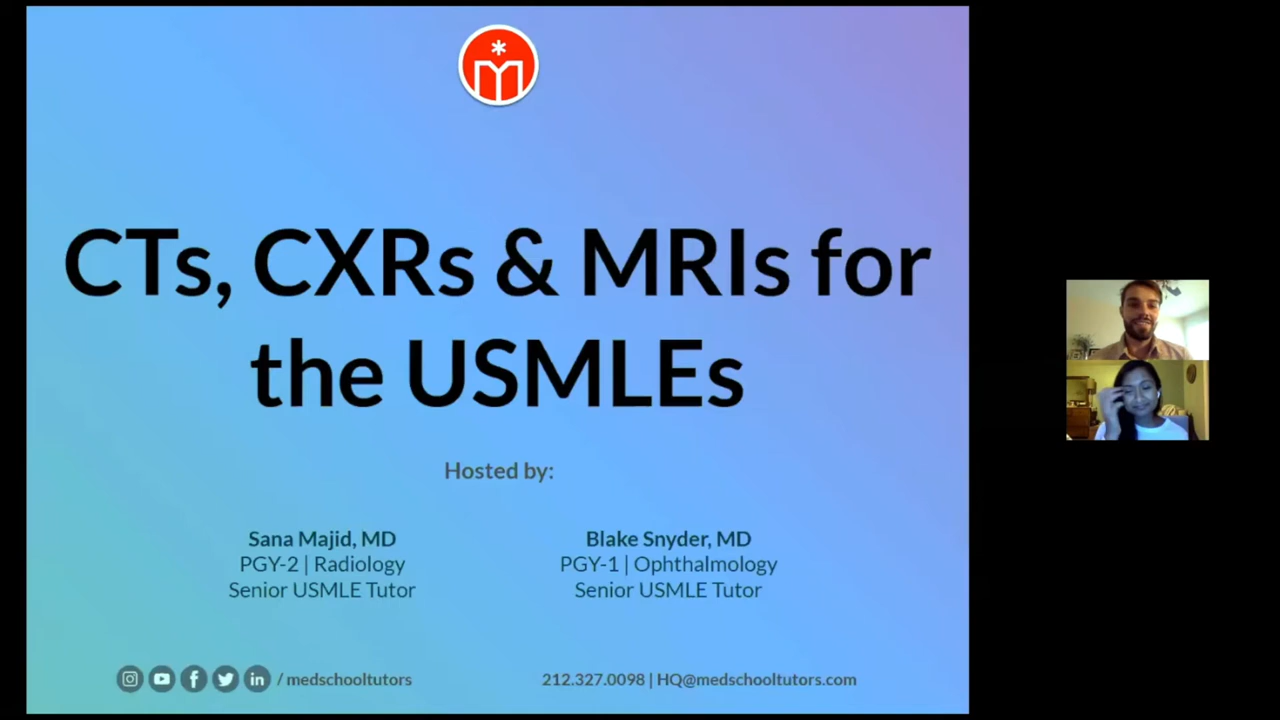 CTs, CXRs & MRIs for
the USMLEs
Hosted by:
Sana Majid, MD
PGY-2 | Radiology
Senior USMLE Tutor
Blake Snyder, MD
PGY-1 | Ophthalmology
Senior USMLE Tutor
/ medschooltutors
212.327.0098 | HQ@medschooltutors.com